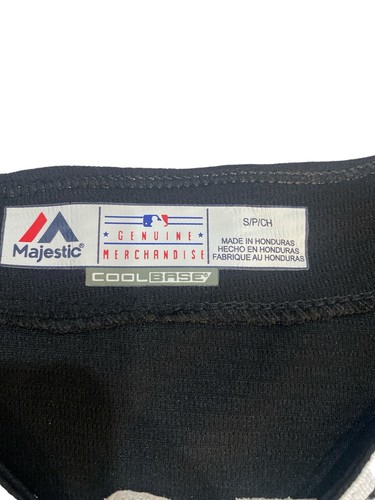 Majestic®
GENUINE
MERCHANDISE
S/P/CH
MADE IN HONDURAS
HECHO EN HONDURAS
FABRIQUE AU HONDURAS
COOLBASE